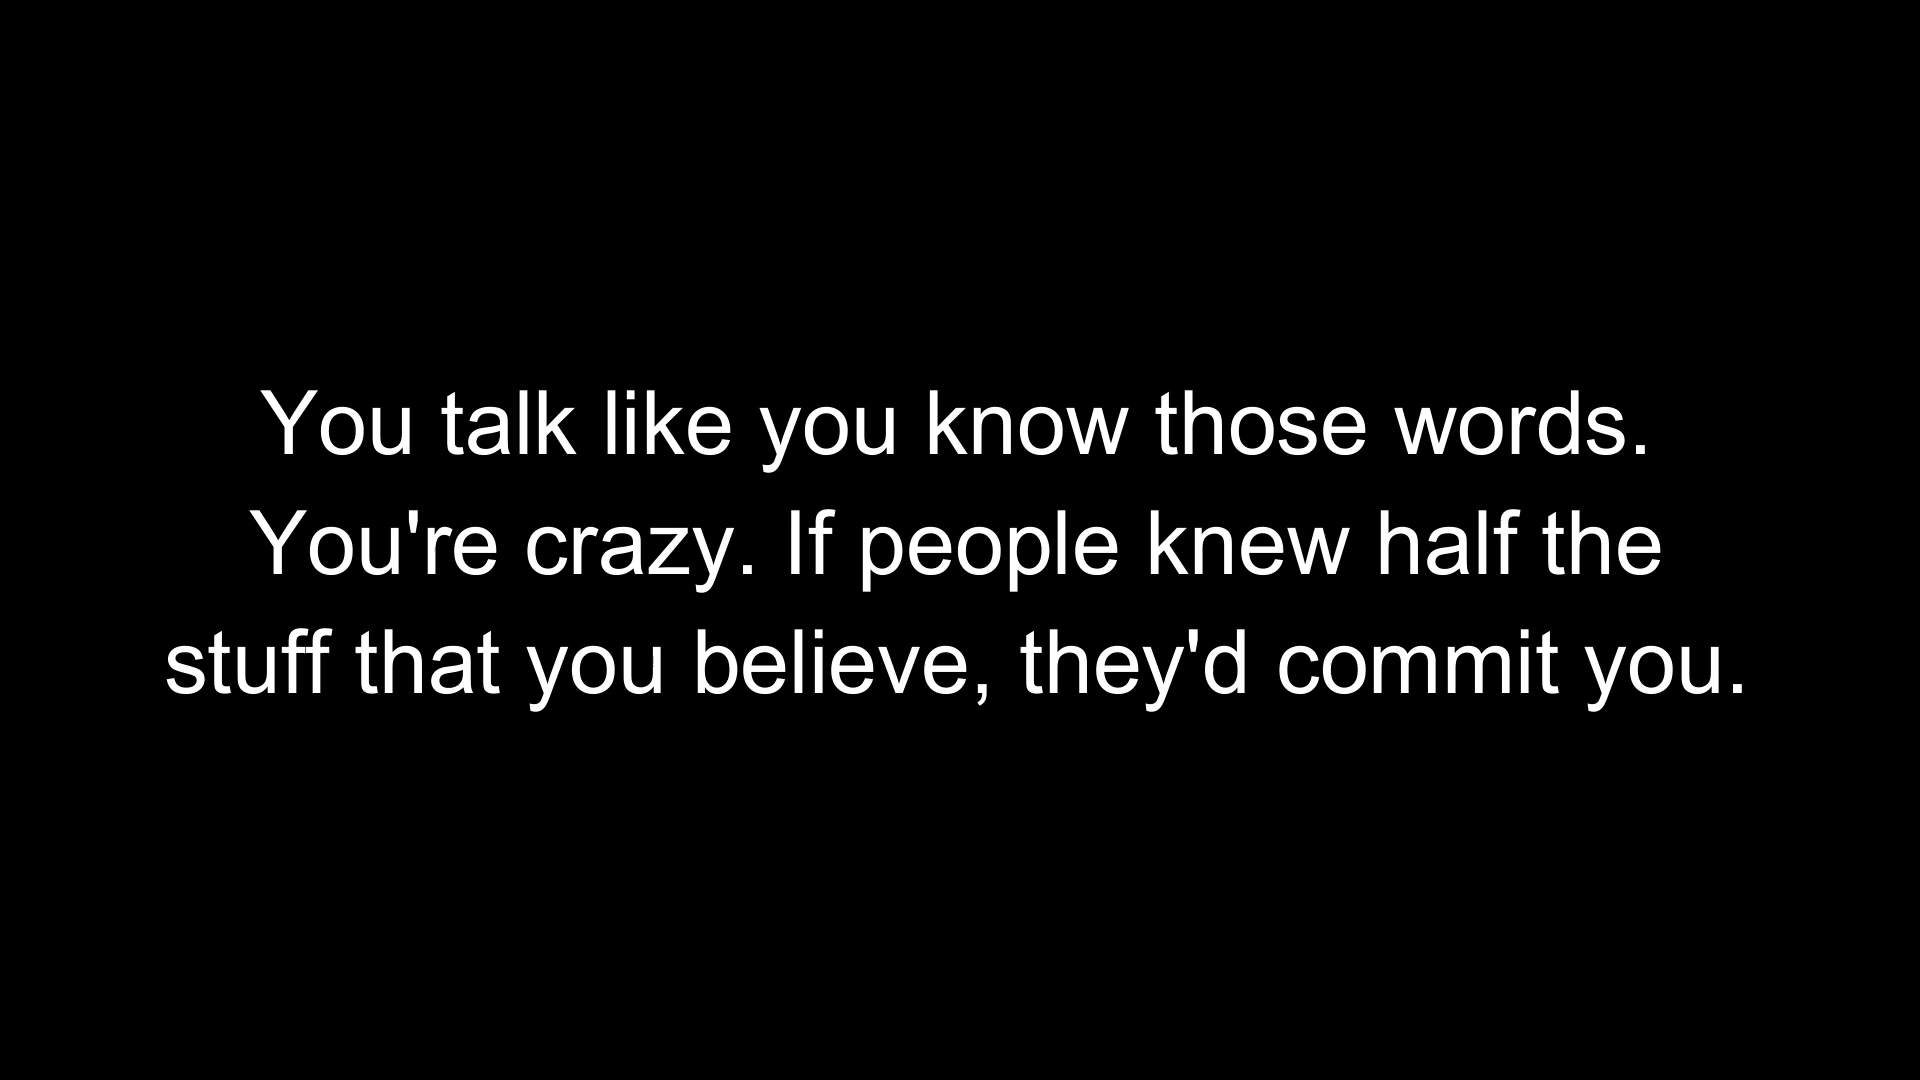 You talk like you know those words.
You're crazy. If people knew half the
stuff that you believe, they'd commit you.